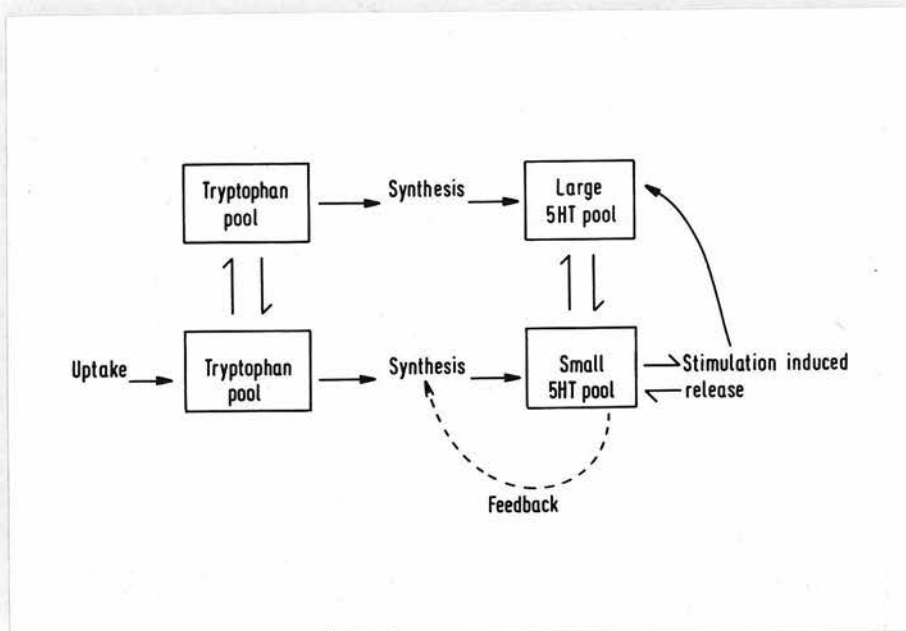 Tryptophan
pool
Synthesis
Large
5HT pool
Uptake
Tryptophan
pool
Synthesis
Small
5HT pool
Stimulation induced
release
Feedback